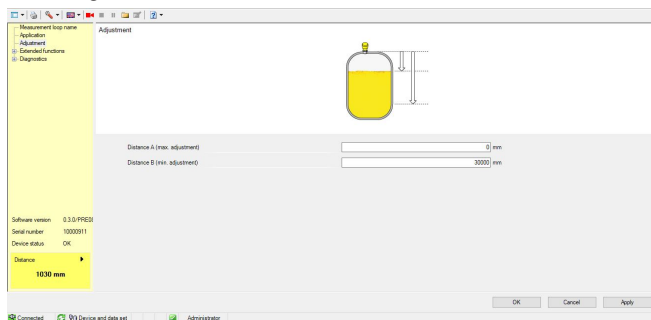 Measurement loop name
Application
Adjustment
Extended functions
Diagnostics
Adjustment
Distance A (max. adjustment) 0 mm
Distance B (min. adjustment) 30000 mm
Software version 0.3.0/PRE0
Serial number 10000911
Device status OK
Distance
1030 mm
OK Cancel Apply
Connected Device and data set Administrator